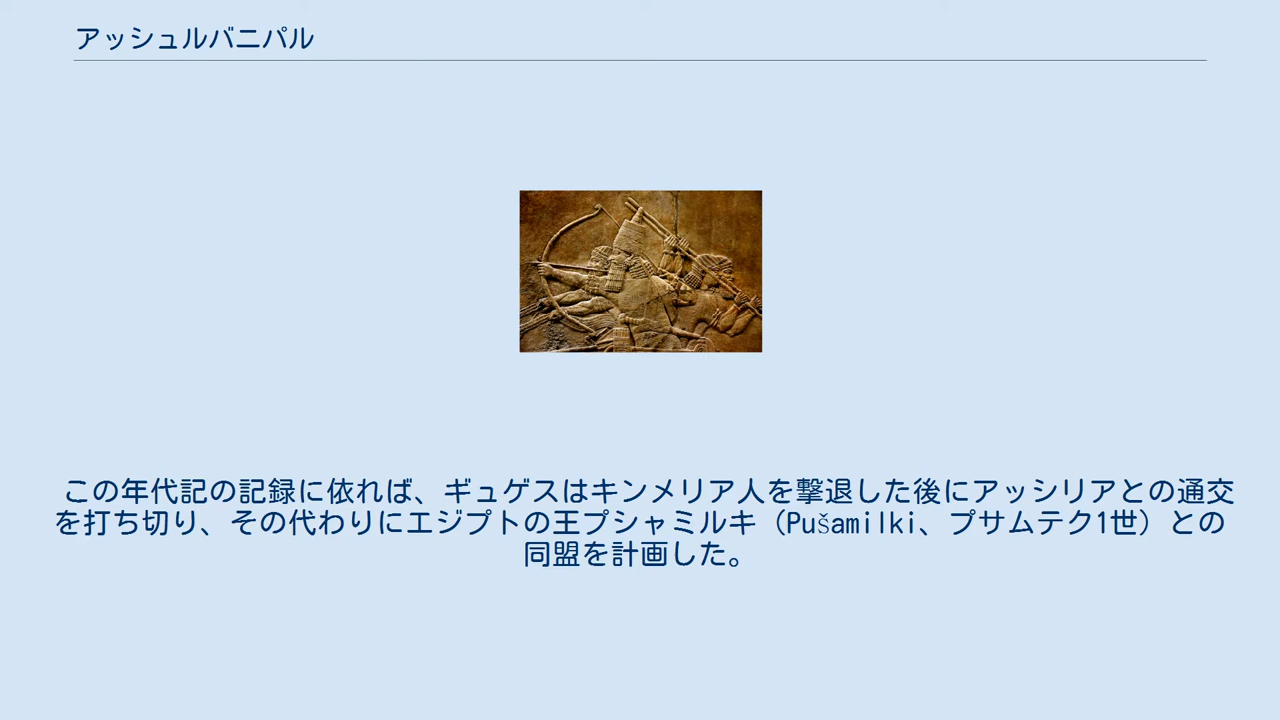 アッシュルバニパル
この年代記の記録に依れば、ギュゲスはキンメリア人を撃退した後にアッシリアとの通交
を打ち切り、その代わりにエジプトの王プシャミルキ（Pušamilki、プサムテク1世）との
同盟を計画した。